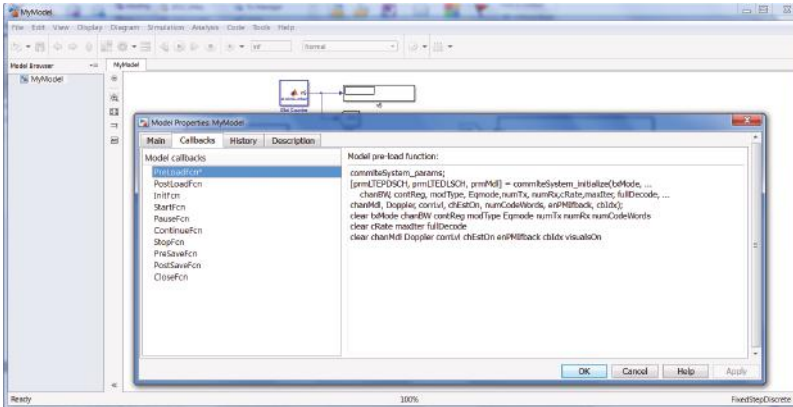 MyModel
File Edit View Display Diagram Simulation Analysis Code Tools Help
inf Normal
Model Browser MyModel
MyModel
Model Properties: MyModel
Main Callbacks History Description
Model callbacks
PreLoadFcn*
PostLoadFcn
InitFcn
StartFcn
PauseFcn
ContinueFcn
StopFcn
PreSaveFcn
PostSaveFcn
CloseFcn
Model pre-load function:
commlteSystem_params;
[prmLTEPDSCH, prmLTEDLSCH, prmMdl] = commlteSystem_initialize(txMode, ...
chanBW, contReg, modType, Eqmode,numTx, numRx,cRate,maxIter, fullDecode, ...
chanMdl, Doppler, corrLvl, chEstOn, numCodeWords, enPMIfback, cbIdx);
clear txMode chanBW contReg modType Eqmode numTx numRx numCodeWords
clear cRate maxIter fullDecode
clear chanMdl Doppler corrLvl chEstOn enPMIfback cbIdx visualsOn
OK Cancel Help Apply
Ready 100% FixedStepDiscrete